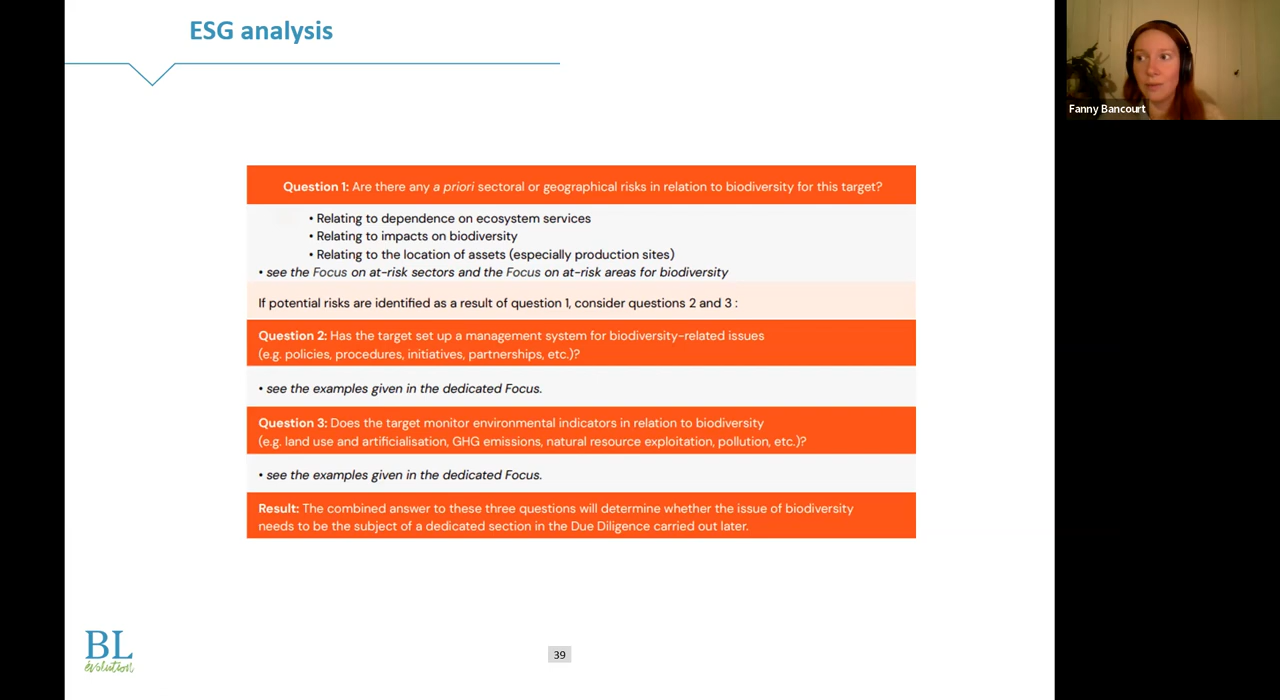 ESG analysis
Fanny Bancourt
Question 1: Are there any a priori sectoral or geographical risks in relation to biodiversity for this target?
• Relating to dependence on ecosystem services
• Relating to impacts on biodiversity
• Relating to the location of assets (especially production sites)
• see the Focus on at-risk sectors and the Focus on at-risk areas for biodiversity
If potential risks are identified as a result of question 1, consider questions 2 and 3 :
Question 2: Has the target set up a management system for biodiversity-related issues
(e.g. policies, procedures, initiatives, partnerships, etc.)?
• see the examples given in the dedicated Focus.
Question 3: Does the target monitor environmental indicators in relation to biodiversity
(e.g. land use and artificialisation, GHG emissions, natural resource exploitation, pollution, etc.)?
• see the examples given in the dedicated Focus.
Result: The combined answer to these three questions will determine whether the issue of biodiversity
needs to be the subject of a dedicated section in the Due Diligence carried out later.
BL
évolution
39